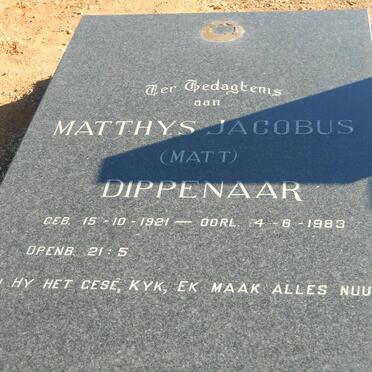 Ter Gedagtenis
aan
MATTHYS JACOBUS
(MATT)
DIPPENAAR
GEB. 15-10-1921 — OORL. 4-6-1983
OPENB. 21:5
HY HET GESÊ, KYK, EK MAAK ALLES NUU